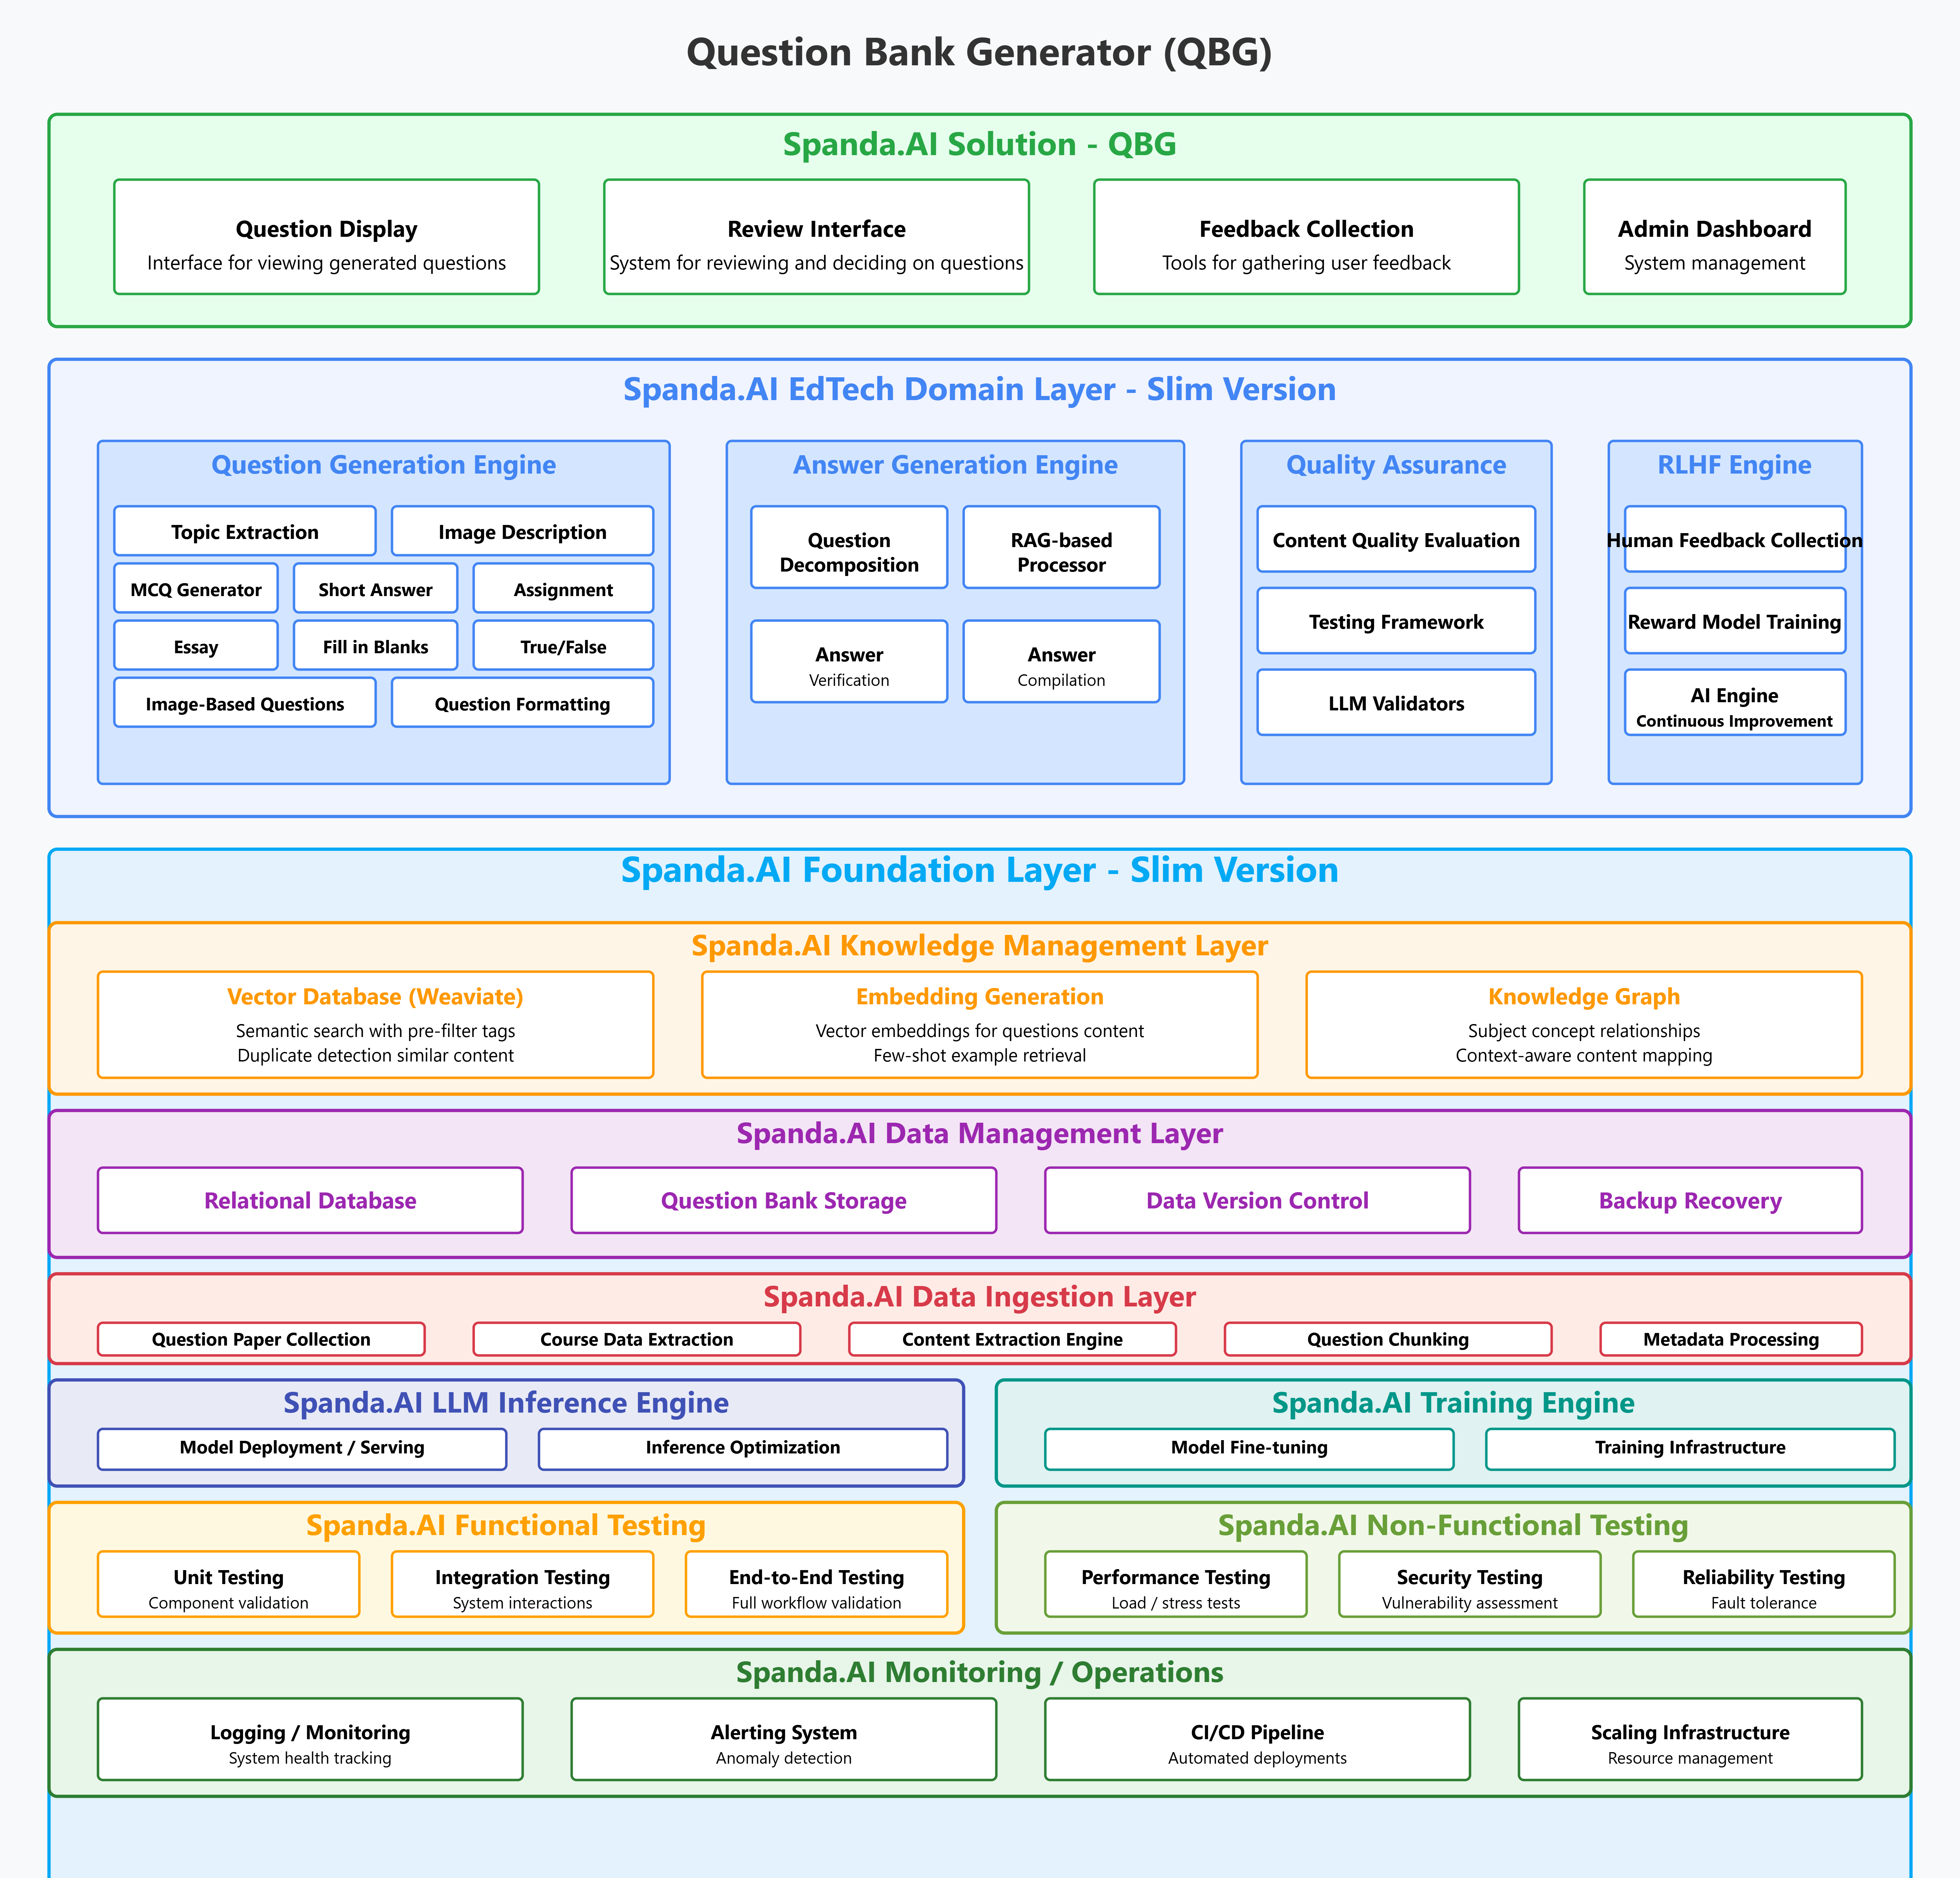 Question Bank Generator (QBG)
Spanda.AI Solution - QBG
Question Display
Interface for viewing generated questions
Review Interface
System for reviewing and deciding on questions
Feedback Collection
Tools for gathering user feedback
Admin Dashboard
System management
Spanda.AI EdTech Domain Layer - Slim Version
Question Generation Engine
Topic Extraction
Image Description
MCQ Generator
Short Answer
Assignment
Essay
Fill in Blanks
True/False
Image-Based Questions
Question Formatting
Answer Generation Engine
Question
Decomposition
RAG-based
Processor
Answer
Verification
Answer
Compilation
Quality Assurance
Content Quality Evaluation
Testing Framework
LLM Validators
RLHF Engine
Human Feedback Collection
Reward Model Training
AI Engine
Continuous Improvement
Spanda.AI Foundation Layer - Slim Version
Spanda.AI Knowledge Management Layer
Vector Database (Weaviate)
Semantic search with pre-filter tags
Duplicate detection similar content
Embedding Generation
Vector embeddings for questions content
Few-shot example retrieval
Knowledge Graph
Subject concept relationships
Context-aware content mapping
Spanda.AI Data Management Layer
Relational Database
Question Bank Storage
Data Version Control
Backup Recovery
Spanda.AI Data Ingestion Layer
Question Paper Collection
Course Data Extraction
Content Extraction Engine
Question Chunking
Metadata Processing
Spanda.AI LLM Inference Engine
Model Deployment / Serving
Inference Optimization
Spanda.AI Training Engine
Model Fine-tuning
Training Infrastructure
Spanda.AI Functional Testing
Unit Testing
Component validation
Integration Testing
System interactions
End-to-End Testing
Full workflow validation
Spanda.AI Non-Functional Testing
Performance Testing
Load / stress tests
Security Testing
Vulnerability assessment
Reliability Testing
Fault tolerance
Spanda.AI Monitoring / Operations
Logging / Monitoring
System health tracking
Alerting System
Anomaly detection
CI/CD Pipeline
Automated deployments
Scaling Infrastructure
Resource management